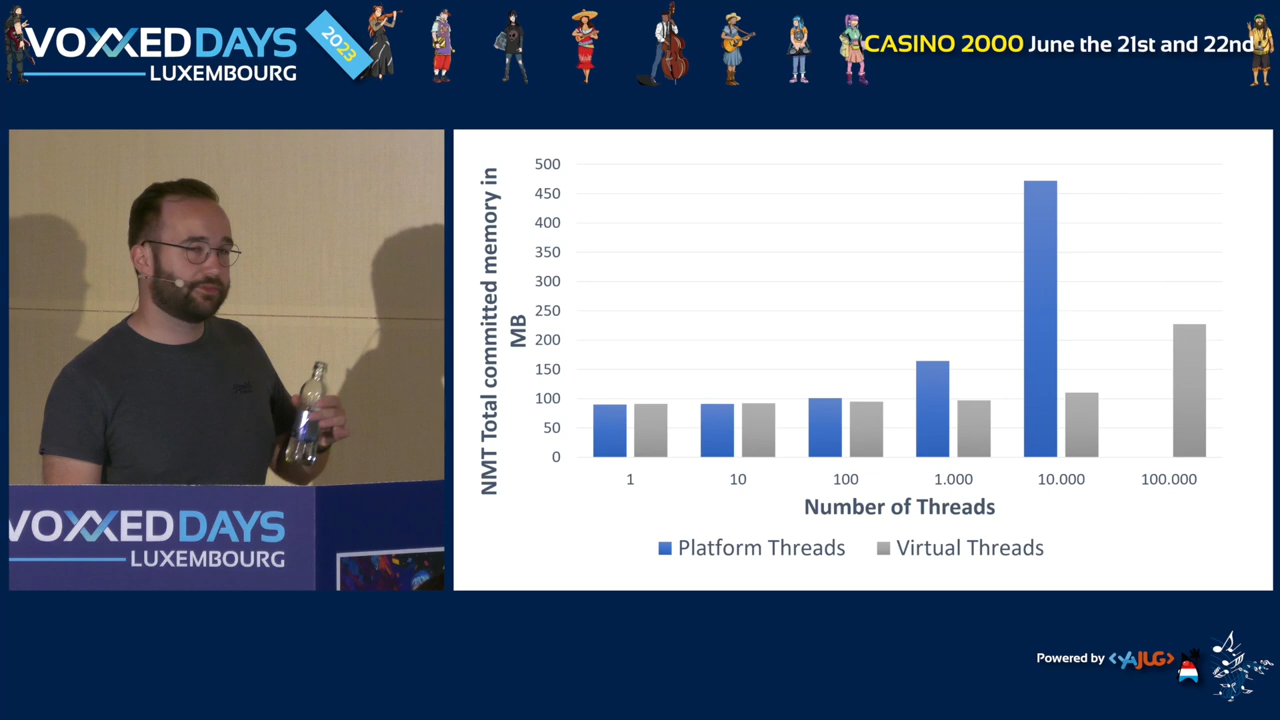 VOXXED DAYS
LUXEMBOURG
2023
CASINO 2000 June the 21st and 22nd
VOXXED DAYS
LUXEMBOURG
NMT Total committed memory in
MB
500
450
400
350
300
250
200
150
100
50
0
1 10 100 1.000 10.000 100.000
Number of Threads
Platform Threads Virtual Threads
Powered by <YAJUG>